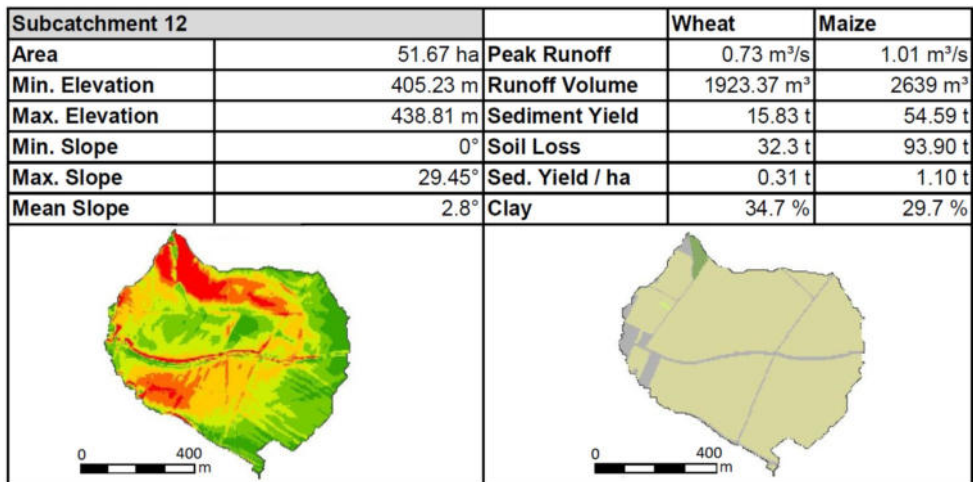 Subcatchment 12 Wheat Maize
Area 51.67 ha Peak Runoff 0.73 m³/s 1.01 m³/s
Min. Elevation 405.23 m Runoff Volume 1923.37 m³ 2639 m³
Max. Elevation 438.81 m Sediment Yield 15.83 t 54.59 t
Min. Slope 0° Soil Loss 32.3 t 93.90 t
Max. Slope 29.45° Sed. Yield / ha 0.31 t 1.10 t
Mean Slope 2.8° Clay 34.7 % 29.7 %
0 400 m
0 400 m